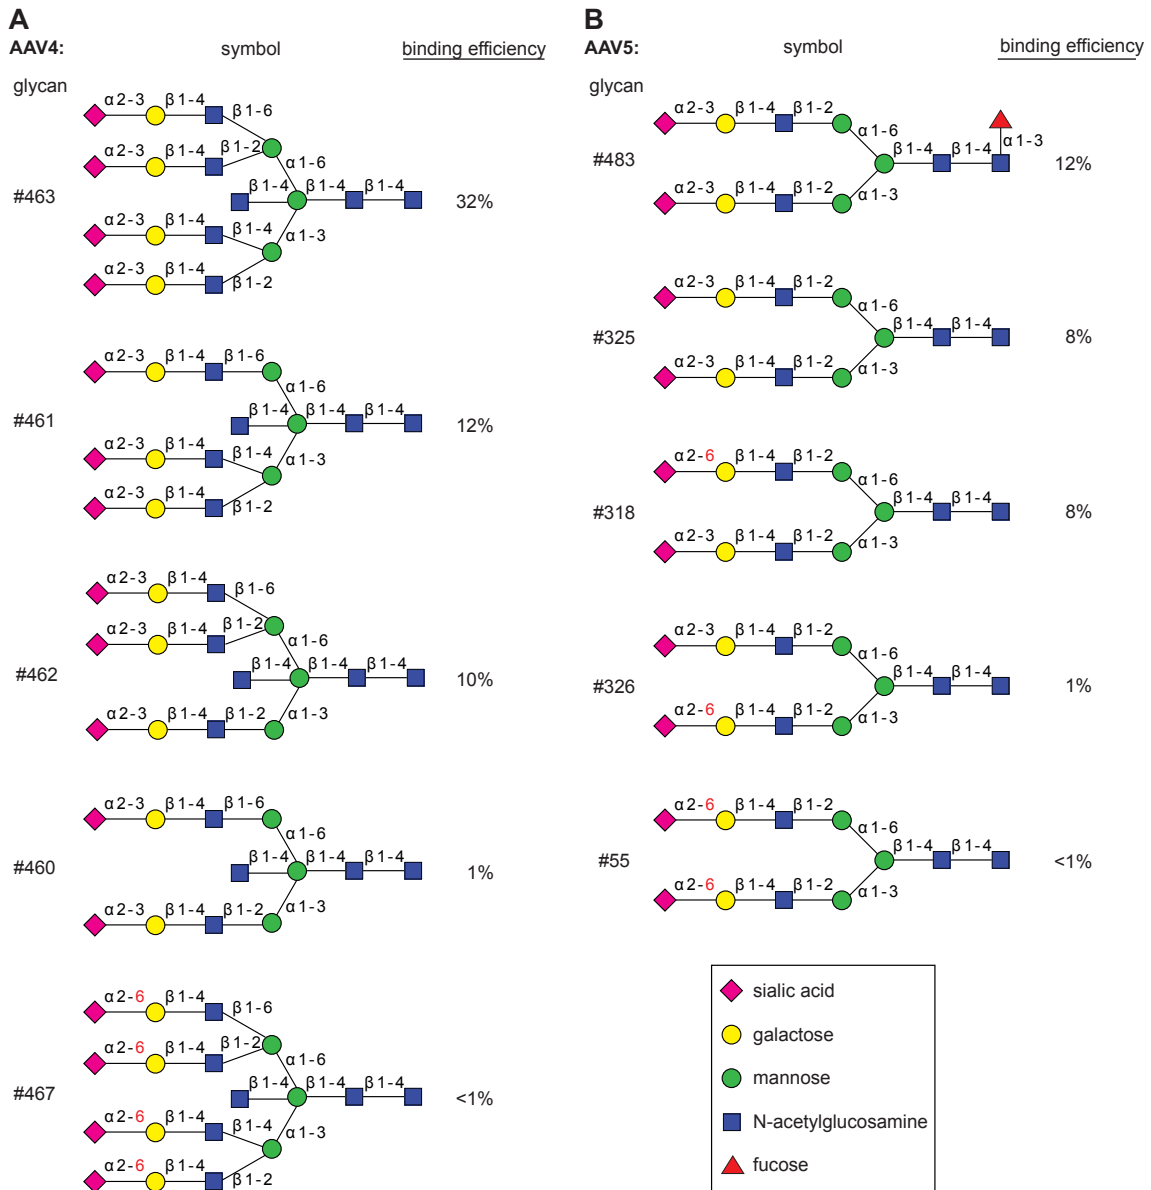 A
AAV4: symbol binding efficiency
glycan
α2-3 β1-4 β1-6
α2-3 β1-4 β1-2
α1-6
#463 β1-4 β1-4 β1-4 32%
α2-3 β1-4 β1-4 α1-3
α2-3 β1-4 β1-2
α2-3 β1-4 β1-6
α1-6
#461 β1-4 β1-4 β1-4 12%
α2-3 β1-4 β1-4 α1-3
α2-3 β1-4 β1-2
α2-3 β1-4 β1-6
α2-3 β1-4 β1-2
α1-6
#462 β1-4 β1-4 β1-4 10%
α2-3 β1-4 β1-2 α1-3
α2-3 β1-4 β1-6
α1-6
#460 β1-4 β1-4 β1-4 1%
α2-3 β1-4 β1-2 α1-3
α2-6 β1-4 β1-6
α2-6 β1-4 β1-2
α1-6
#467 β1-4 β1-4 β1-4 <1%
α2-6 β1-4 β1-4 α1-3
α2-6 β1-4 β1-2
B
AAV5: symbol binding efficiency
glycan
α2-3 β1-4 β1-2
α1-6 α1-3
#483 β1-4 β1-4 12%
α2-3 β1-4 β1-2 α1-3
α2-3 β1-4 β1-2
α1-6
#325 β1-4 β1-4 8%
α2-3 β1-4 β1-2 α1-3
α2-6 β1-4 β1-2
α1-6
#318 β1-4 β1-4 8%
α2-3 β1-4 β1-2 α1-3
α2-3 β1-4 β1-2
α1-6
#326 β1-4 β1-4 1%
α2-6 β1-4 β1-2 α1-3
α2-6 β1-4 β1-2
α1-6
#55 β1-4 β1-4 <1%
α2-6 β1-4 β1-2 α1-3
sialic acid
galactose
mannose
N-acetylglucosamine
fucose